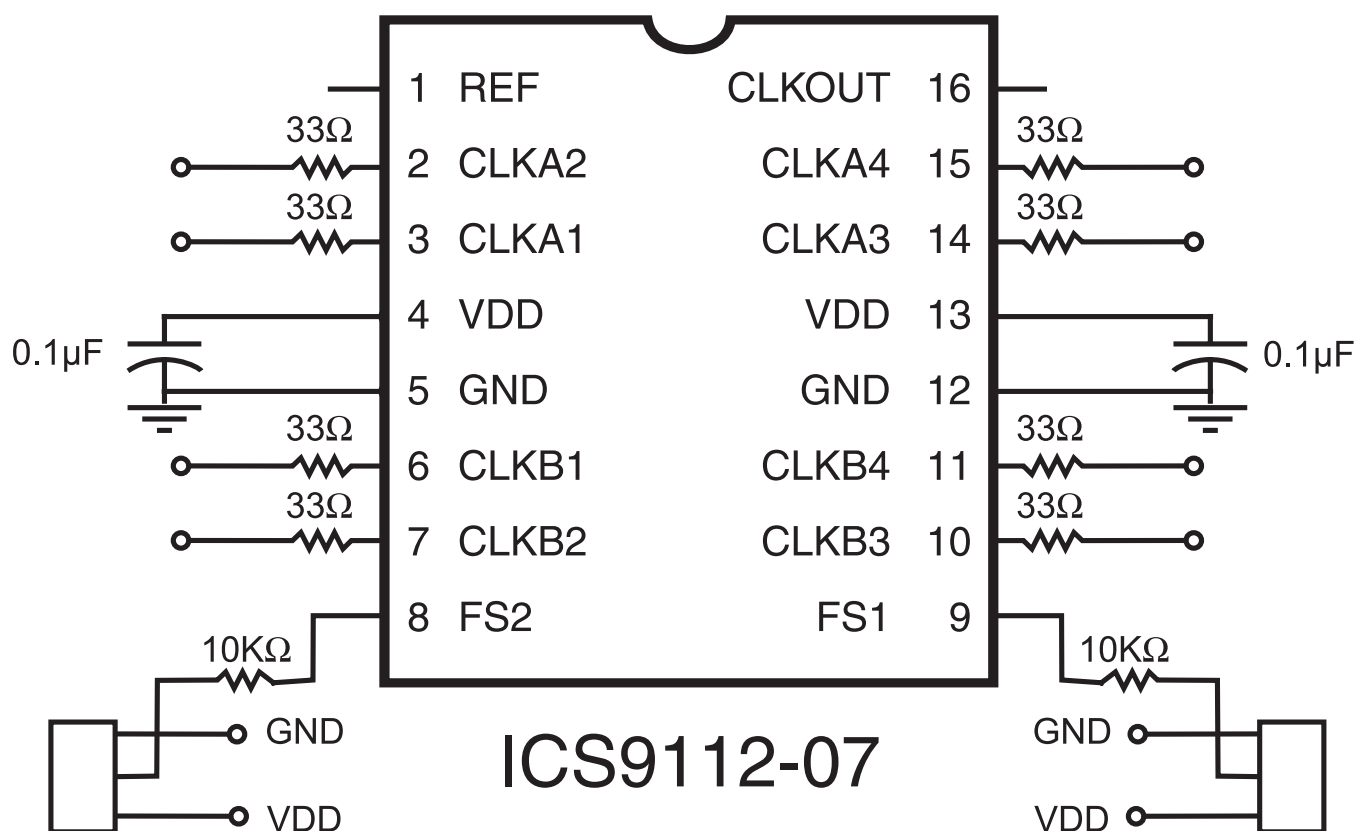 1 REF CLKOUT 16
33Ω 33Ω
2 CLKA2 CLKA4 15
33Ω 33Ω
3 CLKA1 CLKA3 14
4 VDD VDD 13
0.1µF 0.1µF
5 GND GND 12
33Ω 33Ω
6 CLKB1 CLKB4 11
33Ω 33Ω
7 CLKB2 CLKB3 10
8 FS2 FS1 9
10KΩ 10KΩ
GND GND
ICS9112-07
VDD VDD